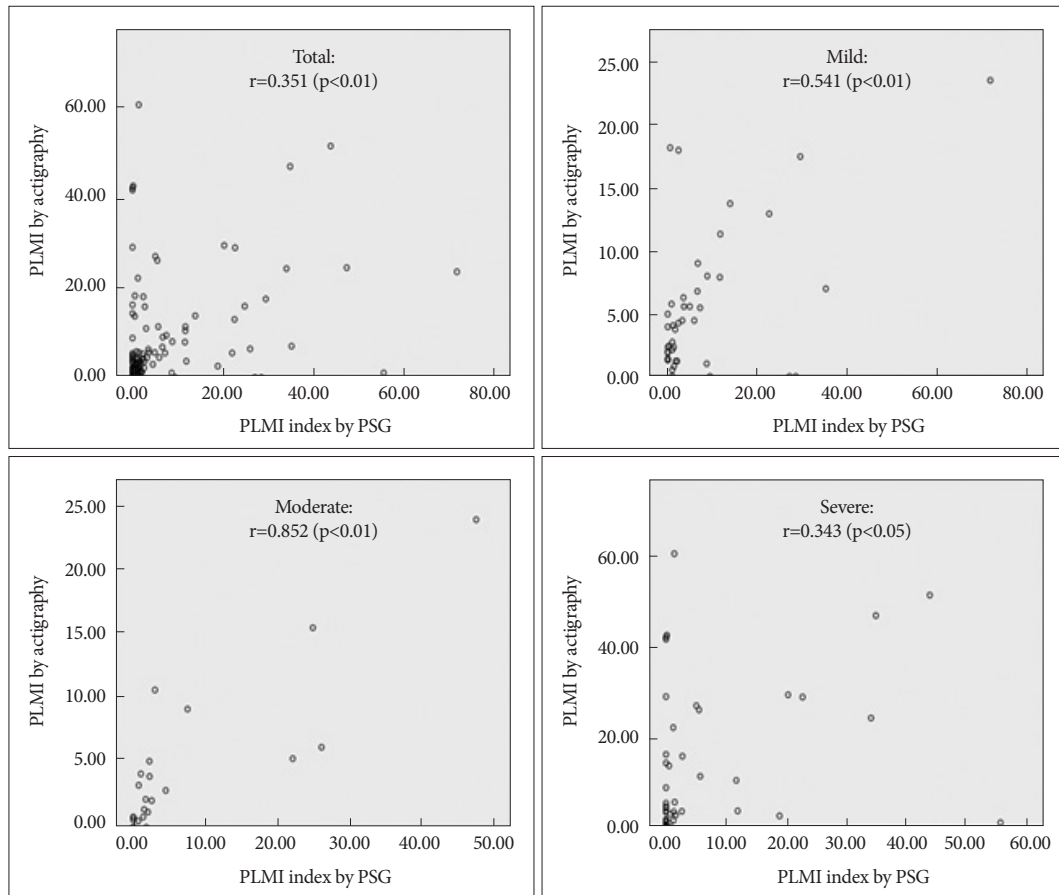 Total:
r=0.351 (p<0.01)
PLMI by actigraphy
60.00
40.00
20.00
0.00
0.00 20.00 40.00 60.00 80.00
PLMI index by PSG
Mild:
r=0.541 (p<0.01)
PLMI by actigraphy
25.00
20.00
15.00
10.00
5.00
0.00
0.00 20.00 40.00 60.00 80.00
PLMI index by PSG
Moderate:
r=0.852 (p<0.01)
PLMI by actigraphy
25.00
20.00
15.00
10.00
5.00
0.00
0.00 10.00 20.00 30.00 40.00 50.00
PLMI index by PSG
Severe:
r=0.343 (p<0.05)
PLMI by actigraphy
60.00
40.00
20.00
0.00
0.00 10.00 20.00 30.00 40.00 50.00 60.00
PLMI index by PSG